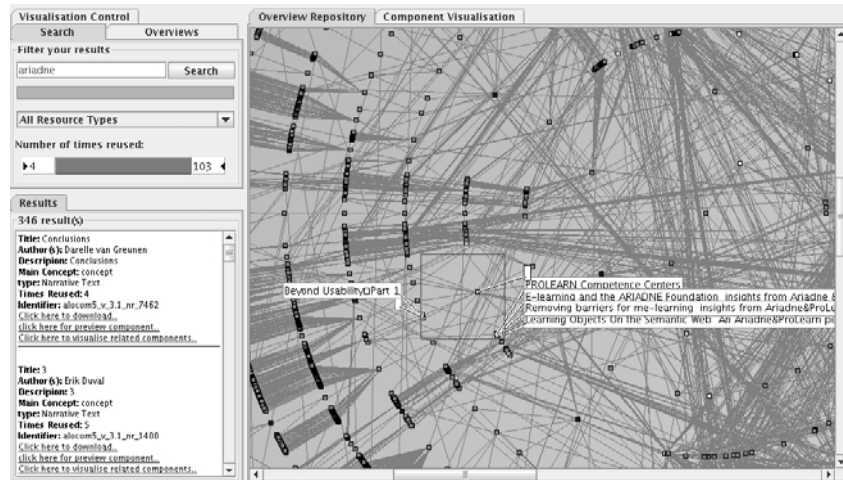 Visualisation Control
Search
Overviews
Filter your results
ariadne
Search
All Resource Types
Number of times reused:
4
103
Results
346 result(s)
Title: Conclusions
Author(s): Darelle van Greunen
Descripion: Conclusions
Main Concept: concept
type: Narrative Text
Times Reused: 4
Identifier: alocom5_v_3.1_nr_7462
Click here to download..
click here for preview component..
Click here to visualise related components..
Title: 3
Author(s): Erik Duval
Descripion: 3
Main Concept: concept
type: Narrative Text
Times Reused: 5
Identifier: alocom5_v_3.1_nr_1400
Click here to download..
click here for preview component..
Click here to visualise related components..
Overview Repository
Component Visualisation
Beyond Usability□Part 1
PROLEARN Competence Centers
E-learning and the ARIADNE Foundation insights from Ariadne &
Removing barriers for me-learning insights from Ariadne&ProLe
Learning Objects On the Semantic Web An Ariadne&ProLearn